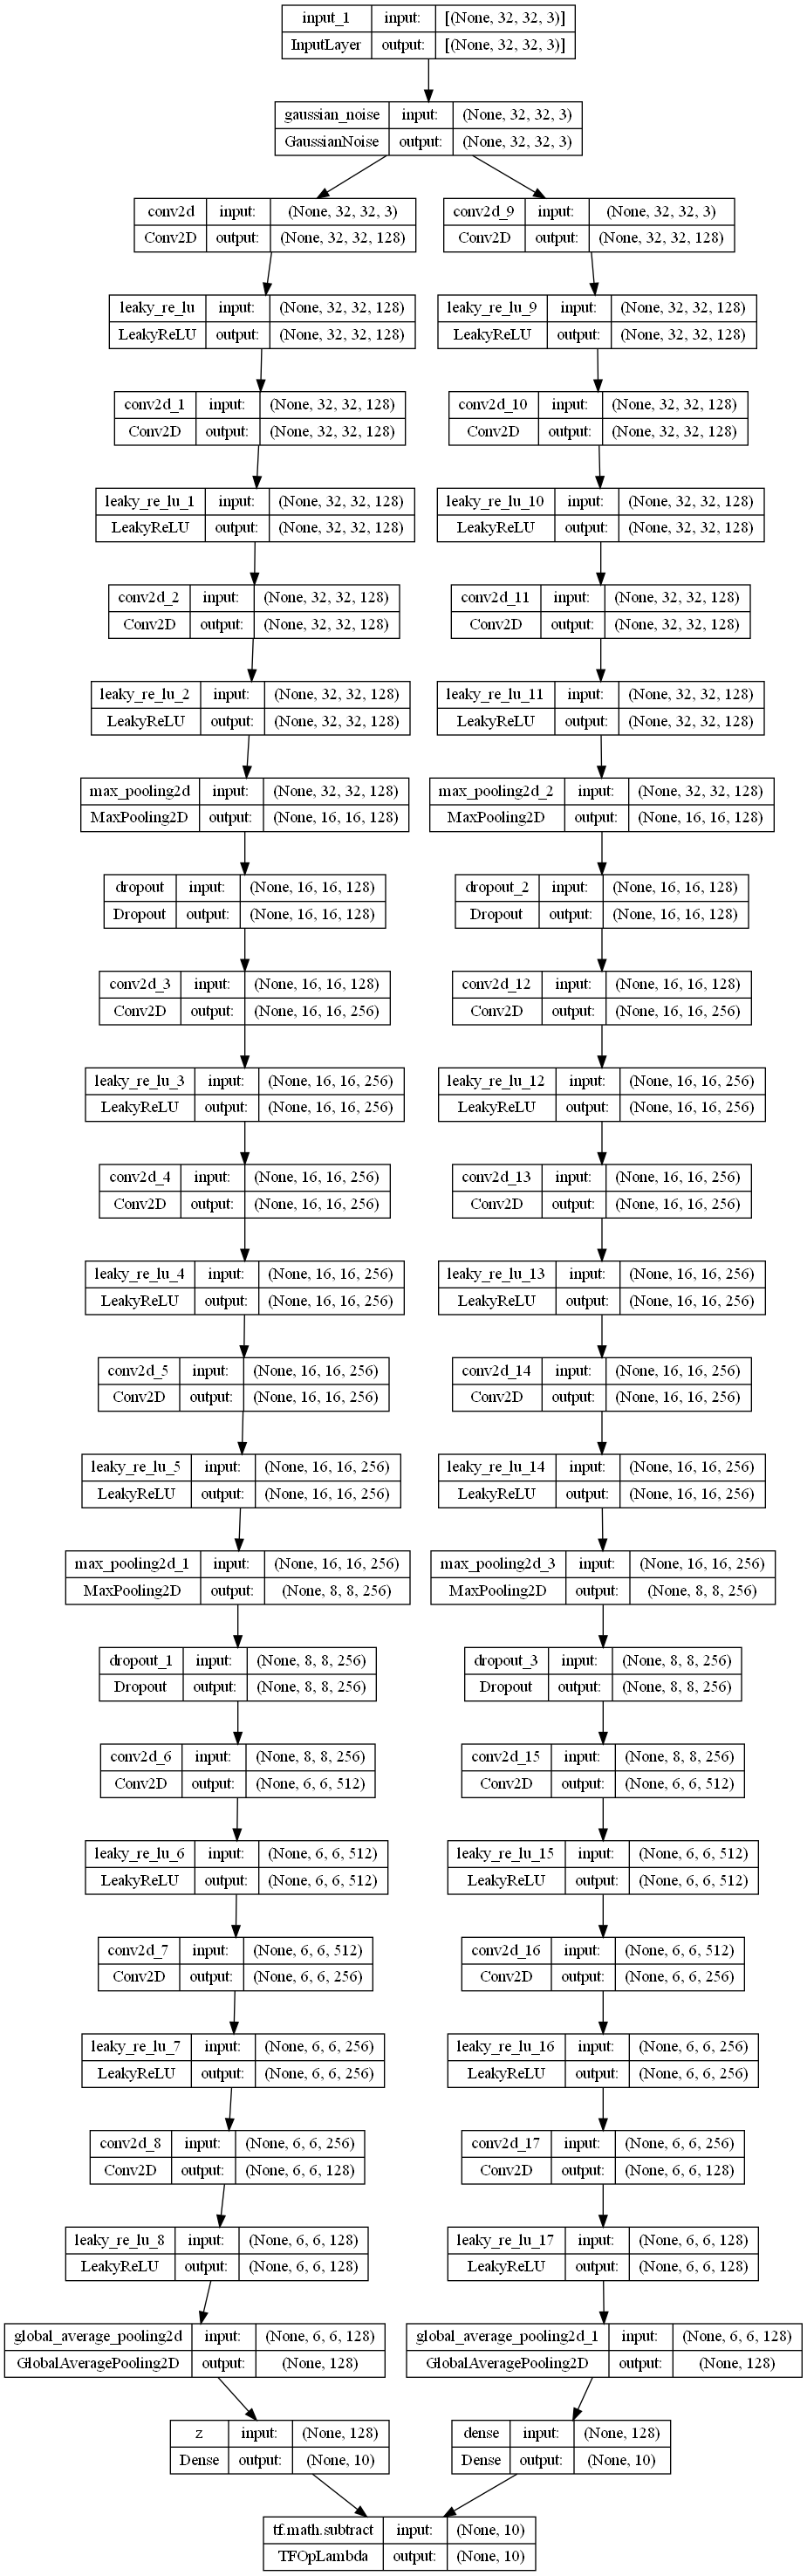 input_1 input: [(None, 32, 32, 3)]
InputLayer output: [(None, 32, 32, 3)]
gaussian_noise input: (None, 32, 32, 3)
GaussianNoise output: (None, 32, 32, 3)
conv2d input: (None, 32, 32, 3) conv2d_9 input: (None, 32, 32, 3)
Conv2D output: (None, 32, 32, 128) Conv2D output: (None, 32, 32, 128)
leaky_re_lu input: (None, 32, 32, 128) leaky_re_lu_9 input: (None, 32, 32, 128)
LeakyReLU output: (None, 32, 32, 128) LeakyReLU output: (None, 32, 32, 128)
conv2d_1 input: (None, 32, 32, 128) conv2d_10 input: (None, 32, 32, 128)
Conv2D output: (None, 32, 32, 128) Conv2D output: (None, 32, 32, 128)
leaky_re_lu_1 input: (None, 32, 32, 128) leaky_re_lu_10 input: (None, 32, 32, 128)
LeakyReLU output: (None, 32, 32, 128) LeakyReLU output: (None, 32, 32, 128)
conv2d_2 input: (None, 32, 32, 128) conv2d_11 input: (None, 32, 32, 128)
Conv2D output: (None, 32, 32, 128) Conv2D output: (None, 32, 32, 128)
leaky_re_lu_2 input: (None, 32, 32, 128) leaky_re_lu_11 input: (None, 32, 32, 128)
LeakyReLU output: (None, 32, 32, 128) LeakyReLU output: (None, 32, 32, 128)
max_pooling2d input: (None, 32, 32, 128) max_pooling2d_2 input: (None, 32, 32, 128)
MaxPooling2D output: (None, 16, 16, 128) MaxPooling2D output: (None, 16, 16, 128)
dropout input: (None, 16, 16, 128) dropout_2 input: (None, 16, 16, 128)
Dropout output: (None, 16, 16, 128) Dropout output: (None, 16, 16, 128)
conv2d_3 input: (None, 16, 16, 128) conv2d_12 input: (None, 16, 16, 128)
Conv2D output: (None, 16, 16, 256) Conv2D output: (None, 16, 16, 256)
leaky_re_lu_3 input: (None, 16, 16, 256) leaky_re_lu_12 input: (None, 16, 16, 256)
LeakyReLU output: (None, 16, 16, 256) LeakyReLU output: (None, 16, 16, 256)
conv2d_4 input: (None, 16, 16, 256) conv2d_13 input: (None, 16, 16, 256)
Conv2D output: (None, 16, 16, 256) Conv2D output: (None, 16, 16, 256)
leaky_re_lu_4 input: (None, 16, 16, 256) leaky_re_lu_13 input: (None, 16, 16, 256)
LeakyReLU output: (None, 16, 16, 256) LeakyReLU output: (None, 16, 16, 256)
conv2d_5 input: (None, 16, 16, 256) conv2d_14 input: (None, 16, 16, 256)
Conv2D output: (None, 16, 16, 256) Conv2D output: (None, 16, 16, 256)
leaky_re_lu_5 input: (None, 16, 16, 256) leaky_re_lu_14 input: (None, 16, 16, 256)
LeakyReLU output: (None, 16, 16, 256) LeakyReLU output: (None, 16, 16, 256)
max_pooling2d_1 input: (None, 16, 16, 256) max_pooling2d_3 input: (None, 16, 16, 256)
MaxPooling2D output: (None, 8, 8, 256) MaxPooling2D output: (None, 8, 8, 256)
dropout_1 input: (None, 8, 8, 256) dropout_3 input: (None, 8, 8, 256)
Dropout output: (None, 8, 8, 256) Dropout output: (None, 8, 8, 256)
conv2d_6 input: (None, 8, 8, 256) conv2d_15 input: (None, 8, 8, 256)
Conv2D output: (None, 6, 6, 512) Conv2D output: (None, 6, 6, 512)
leaky_re_lu_6 input: (None, 6, 6, 512) leaky_re_lu_15 input: (None, 6, 6, 512)
LeakyReLU output: (None, 6, 6, 512) LeakyReLU output: (None, 6, 6, 512)
conv2d_7 input: (None, 6, 6, 512) conv2d_16 input: (None, 6, 6, 512)
Conv2D output: (None, 6, 6, 256) Conv2D output: (None, 6, 6, 256)
leaky_re_lu_7 input: (None, 6, 6, 256) leaky_re_lu_16 input: (None, 6, 6, 256)
LeakyReLU output: (None, 6, 6, 256) LeakyReLU output: (None, 6, 6, 256)
conv2d_8 input: (None, 6, 6, 256) conv2d_17 input: (None, 6, 6, 256)
Conv2D output: (None, 6, 6, 128) Conv2D output: (None, 6, 6, 128)
leaky_re_lu_8 input: (None, 6, 6, 128) leaky_re_lu_17 input: (None, 6, 6, 128)
LeakyReLU output: (None, 6, 6, 128) LeakyReLU output: (None, 6, 6, 128)
global_average_pooling2d input: (None, 6, 6, 128) global_average_pooling2d_1 input: (None, 6, 6, 128)
GlobalAveragePooling2D output: (None, 128) GlobalAveragePooling2D output: (None, 128)
z input: (None, 128) dense input: (None, 128)
Dense output: (None, 10) Dense output: (None, 10)
tf.math.subtract input: (None, 10)
TFOpLambda output: (None, 10)